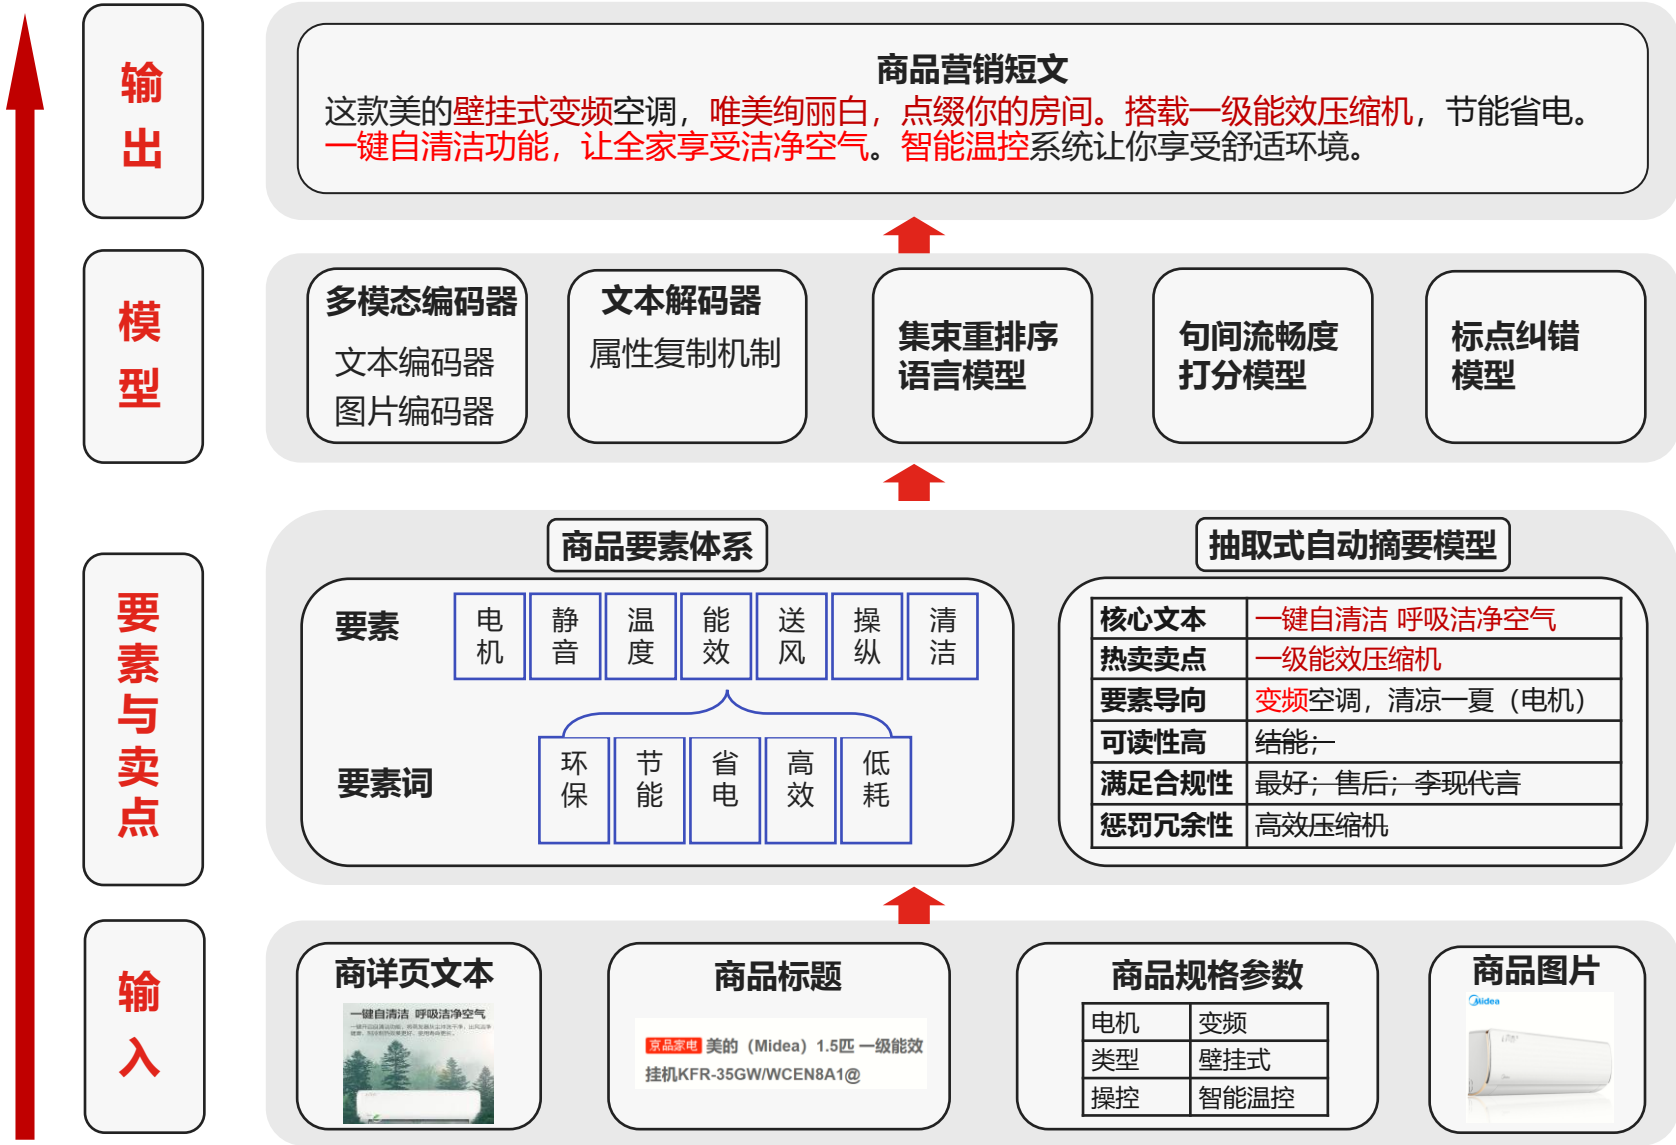 输
出
商品营销短文
这款美的壁挂式变频空调，唯美绚丽白，点缀你的房间。搭载一级能效压缩机，节能省电。
一键自清洁功能，让全家享受洁净空气。智能温控系统让你享受舒适环境。
模
型
多模态编码器
文本编码器
图片编码器
文本解码器
属性复制机制
集束重排序
语言模型
句间流畅度
打分模型
标点纠错
模型
要
素
与
卖
点
商品要素体系
要素
电机
静音
温度
能效
送风
操纵
清洁
要素词
环保
节能
省电
高效
低耗
抽取式自动摘要模型
核心文本 一键自清洁 呼吸洁净空气
热卖卖点 一级能效压缩机
要素导向 变频空调，清凉一夏（电机）
可读性高 结能；
满足合规性 最好；售后；李现代言
惩罚冗余性 高效压缩机
输
入
商详页文本
一键自清洁 呼吸洁净空气
商品标题
京品家电 美的（Midea）1.5匹 一级能效
挂机KFR-35GW/WCEN8A1@
商品规格参数
电机 变频
类型 壁挂式
操控 智能温控
商品图片
Midea